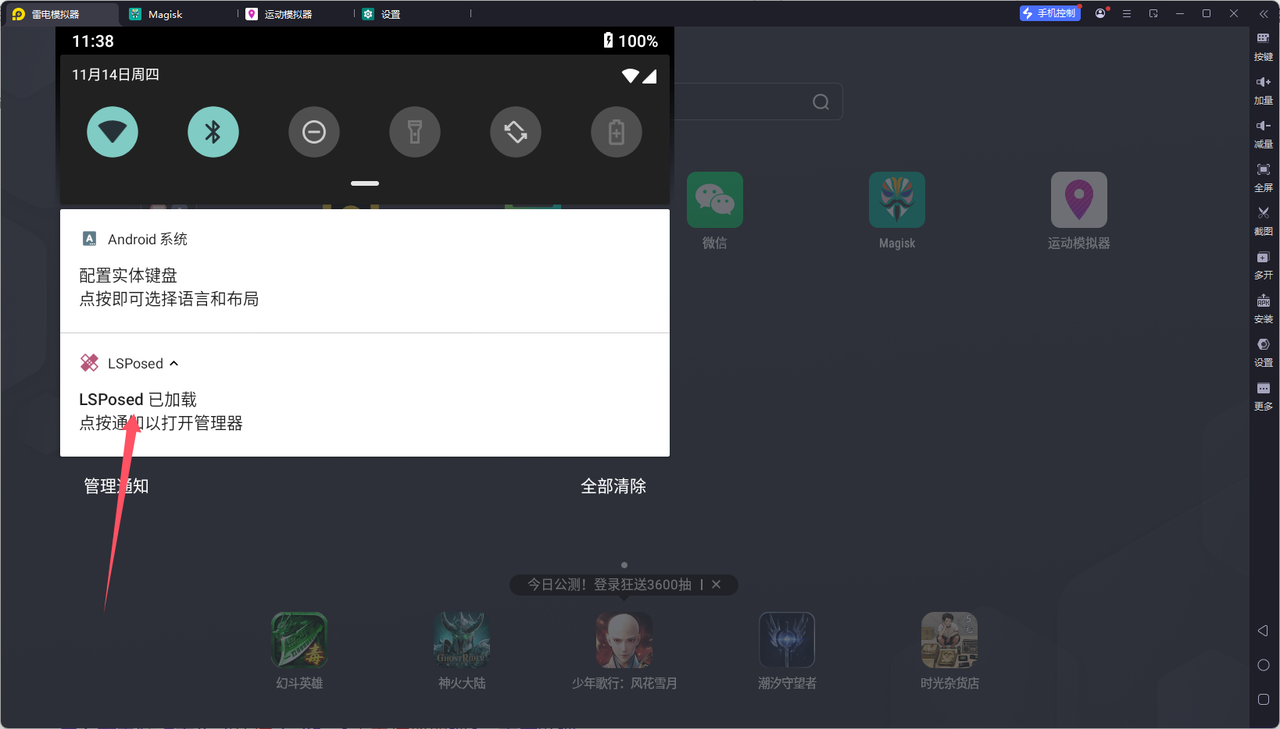 雷电模拟器
Magisk
运动模拟器
设置
手机控制
11:38
100%
11月14日周四
Android 系统
配置实体键盘
点按即可选择语言和布局
LSPosed
LSPosed 已加载
点按通知以打开管理器
管理通知
全部清除
微信
Magisk
运动模拟器
今日公测！登录狂送3600抽
幻斗英雄
神火大陆
少年歌行：风花雪月
潮汐守望者
时光杂货店
按键
加量
减量
全屏
截图
多开
安装
设置
更多